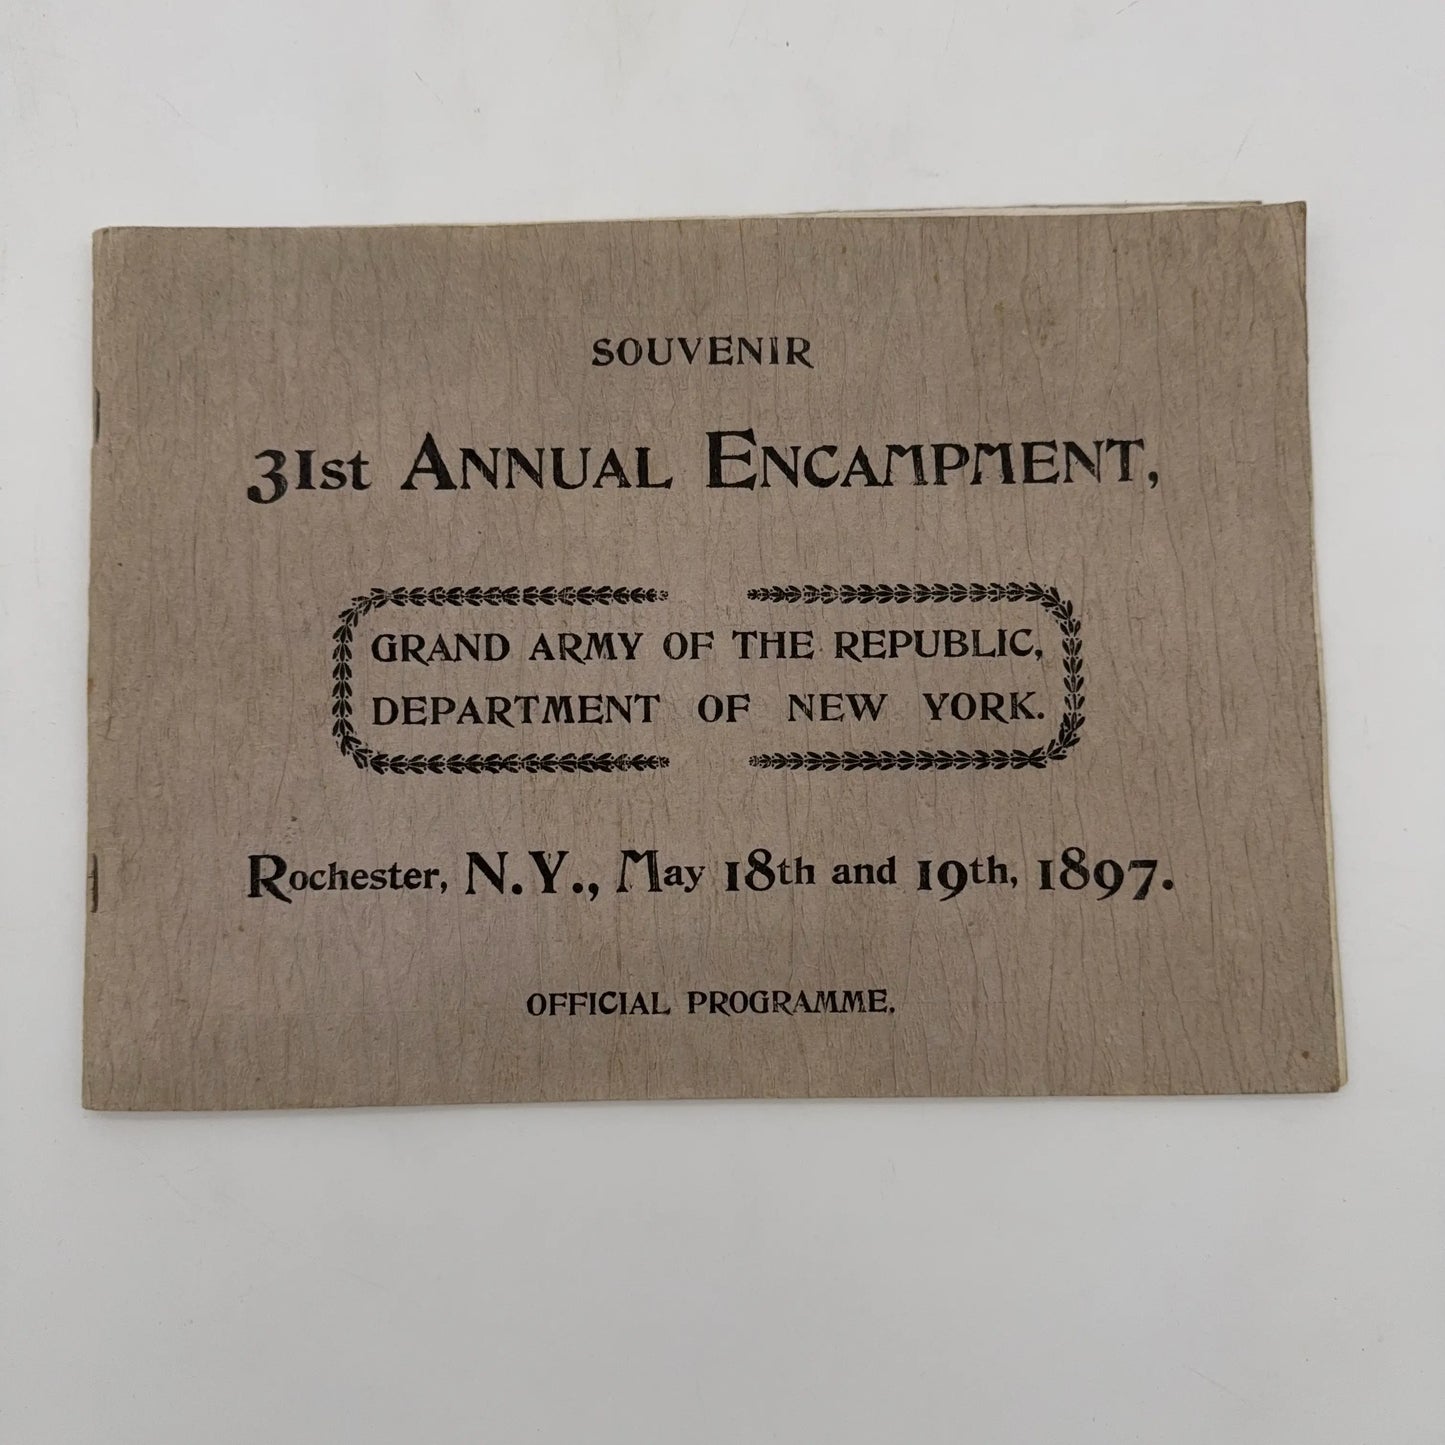 SOUVENIR
31st ANNUAL ENCAMPMENT,
GRAND ARMY OF THE REPUBLIC,
DEPARTMENT OF NEW YORK.
Rochester, N.Y., May 18th and 19th, 1897.
OFFICIAL PROGRAMME.